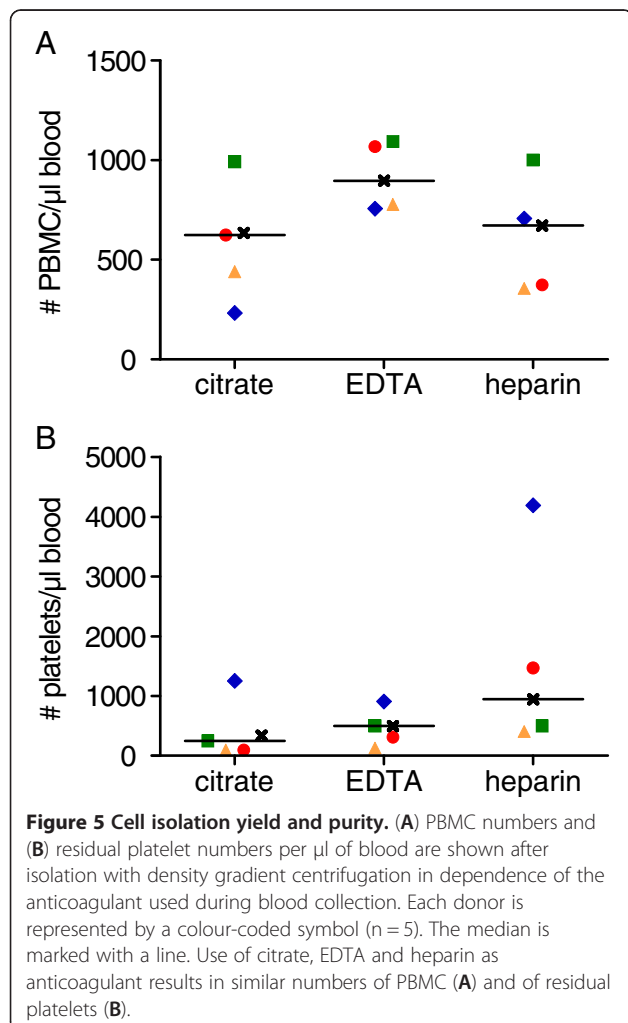 A
1500
1000
500
0
# PBMC/µl blood
citrate EDTA heparin
B
5000
4000
3000
2000
1000
0
# platelets/µl blood
citrate EDTA heparin
Figure 5 Cell isolation yield and purity. (A) PBMC numbers and
(B) residual platelet numbers per µl of blood are shown after
isolation with density gradient centrifugation in dependence of the
anticoagulant used during blood collection. Each donor is
represented by a colour-coded symbol (n = 5). The median is
marked with a line. Use of citrate, EDTA and heparin as
anticoagulant results in similar numbers of PBMC (A) and of residual
platelets (B).